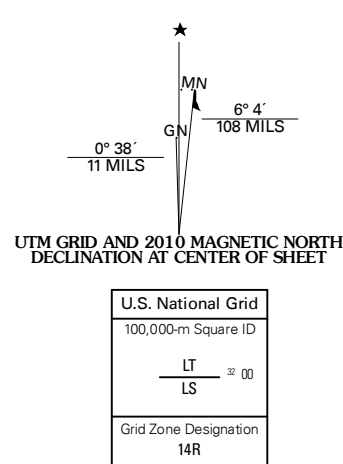 MN
GN
6° 4´
108 MILS
0° 38´
11 MILS
UTM GRID AND 2010 MAGNETIC NORTH
DECLINATION AT CENTER OF SHEET
U.S. National Grid
100,000-m Square ID
LT
32 00
LS
Grid Zone Designation
14R